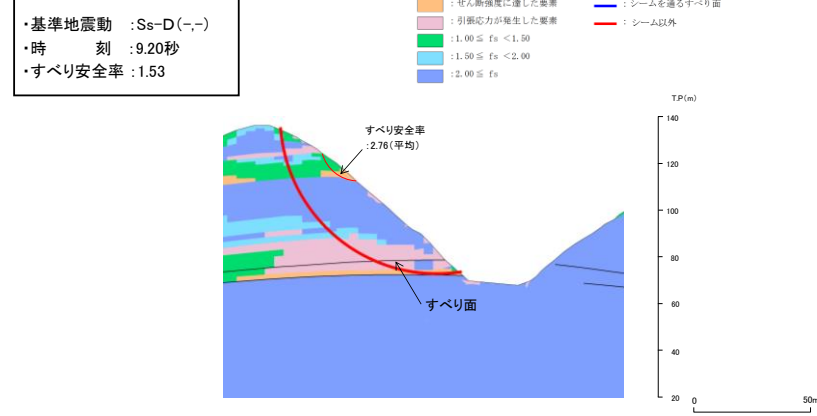 ・基準地震動 :Ss-D(-,-)
・時 刻 :9.20秒
・すべり安全率 :1.53
:せん断強度に達した要素
:引張応力が発生した要素
:1.00≦ fs <1.50
:1.50≦ fs <2.00
:2.00≦ fs
:シームを通るすべり面
:シーム以外
すべり安全率
:2.76(平均)
すべり面
T.P(m)
140
120
100
80
60
40
20
0 50m